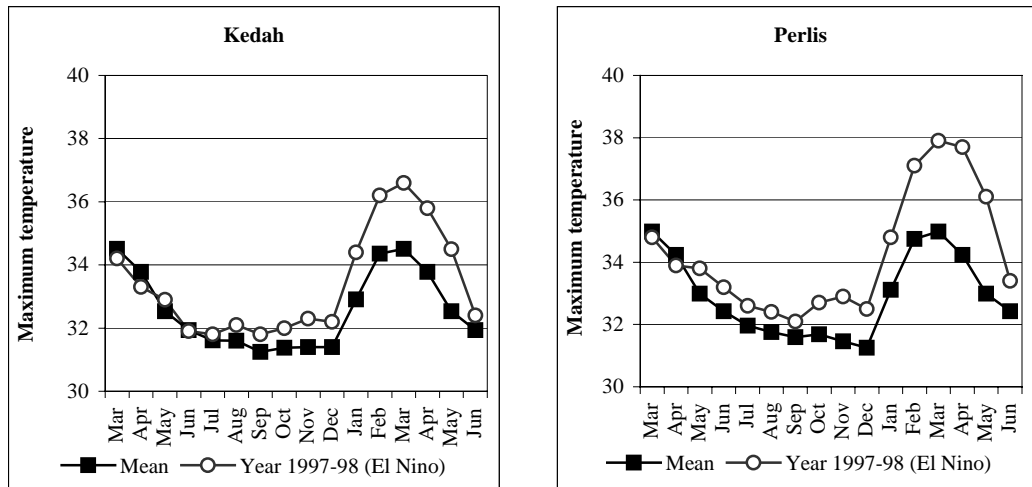 Kedah
Maximum temperature
40
38
36
34
32
30
Mar
Apr
May
Jun
Jul
Aug
Sep
Oct
Nov
Dec
Jan
Feb
Mar
Apr
May
Jun
Mean
Year 1997-98 (El Nino)
Perlis
Maximum temperature
40
38
36
34
32
30
Mar
Apr
May
Jun
Jul
Aug
Sep
Oct
Nov
Dec
Jan
Feb
Mar
Apr
May
Jun
Mean
Year 1997-98 (El Nino)